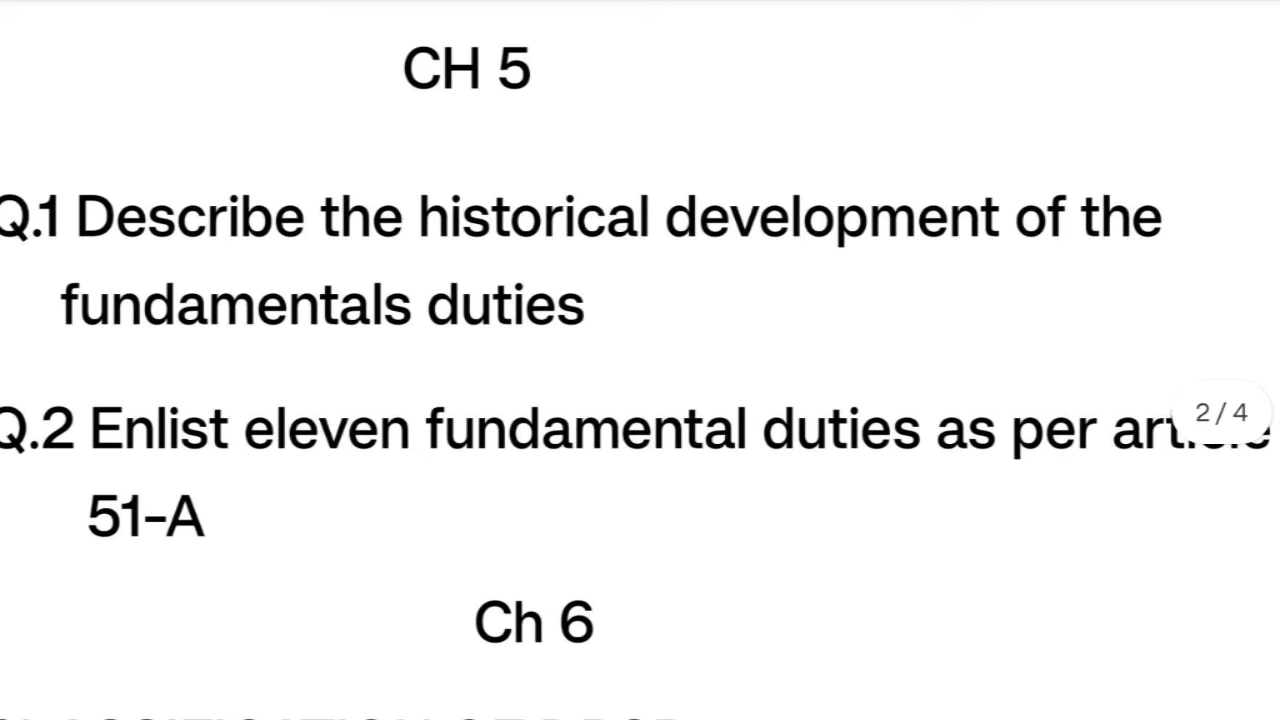 CH 5
Q.1 Describe the historical development of the
fundamentals duties
Q.2 Enlist eleven fundamental duties as per article
2/4
51-A
Ch 6